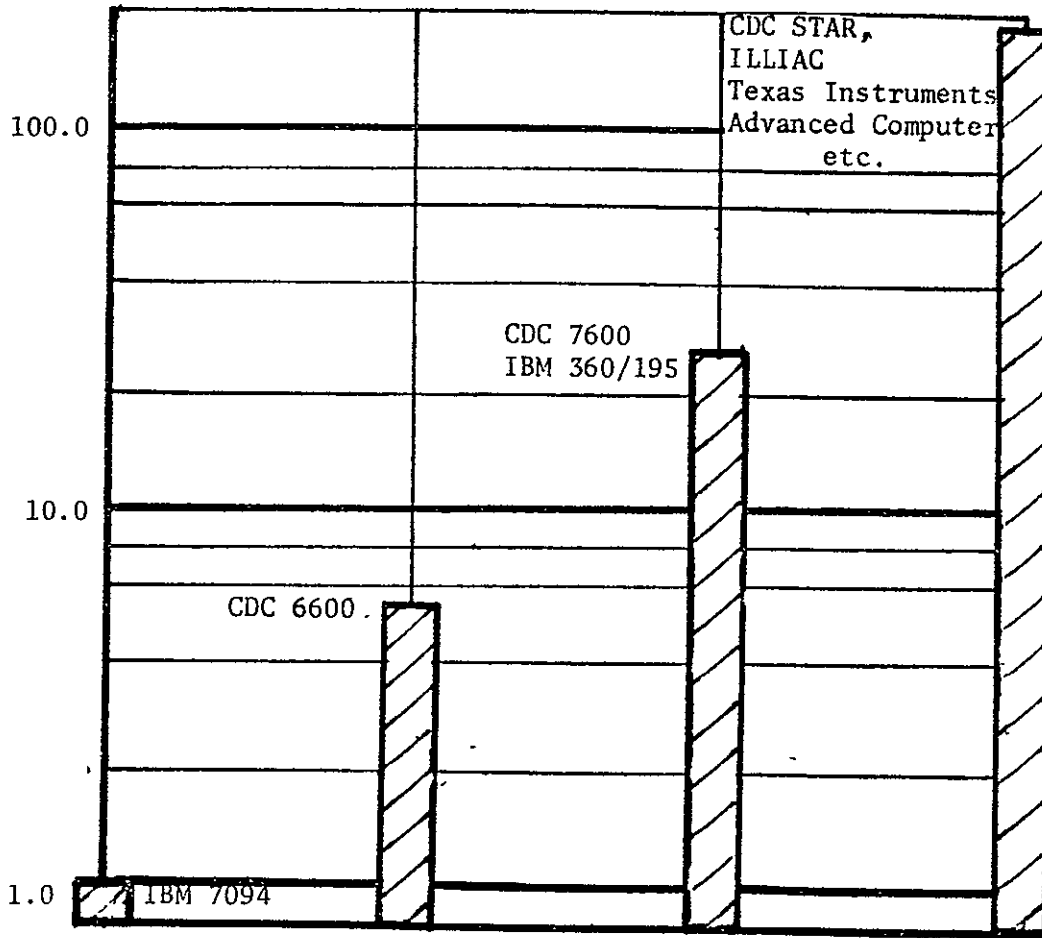 CDC STAR,
ILLIAC
Texas Instruments
100.0
Advanced Computer
etc.
CDC 7600
IBM 360/195
10.0
CDC 6600
1.0
IBM 7094